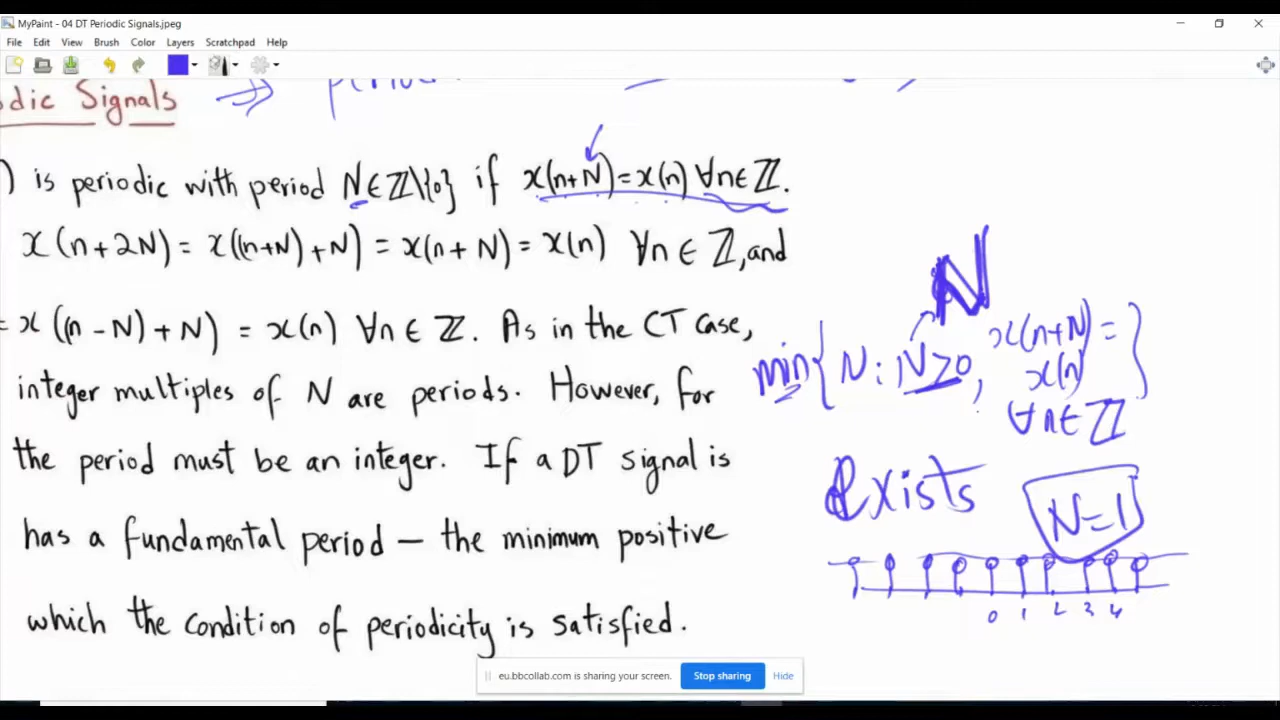 MyPaint - 04 DT Periodic Signals.jpeg
File Edit View Brush Color Layers Scratchpad Help
odic Signals ⇒
) is periodic with period N∈ℤ\{0} if x(n+N)=x(n) ∀n∈ℤ.
x(n+2N) = x((n+N)+N) = x(n+N) = x(n) ∀n∈ℤ, and
= x((n-N)+N) = x(n) ∀n∈ℤ. As in the CT case,
integer multiples of N are periods. However, for
the period must be an integer. If a DT signal is
has a fundamental period — the minimum positive
which the condition of periodicity is satisfied.
N
min{N: N>0, x(n+N) =
x(n)
∀n∈ℤ}
Exists
N=1
0 1 2 3 4
eu.bbcollab.com is sharing your screen. Stop sharing Hide